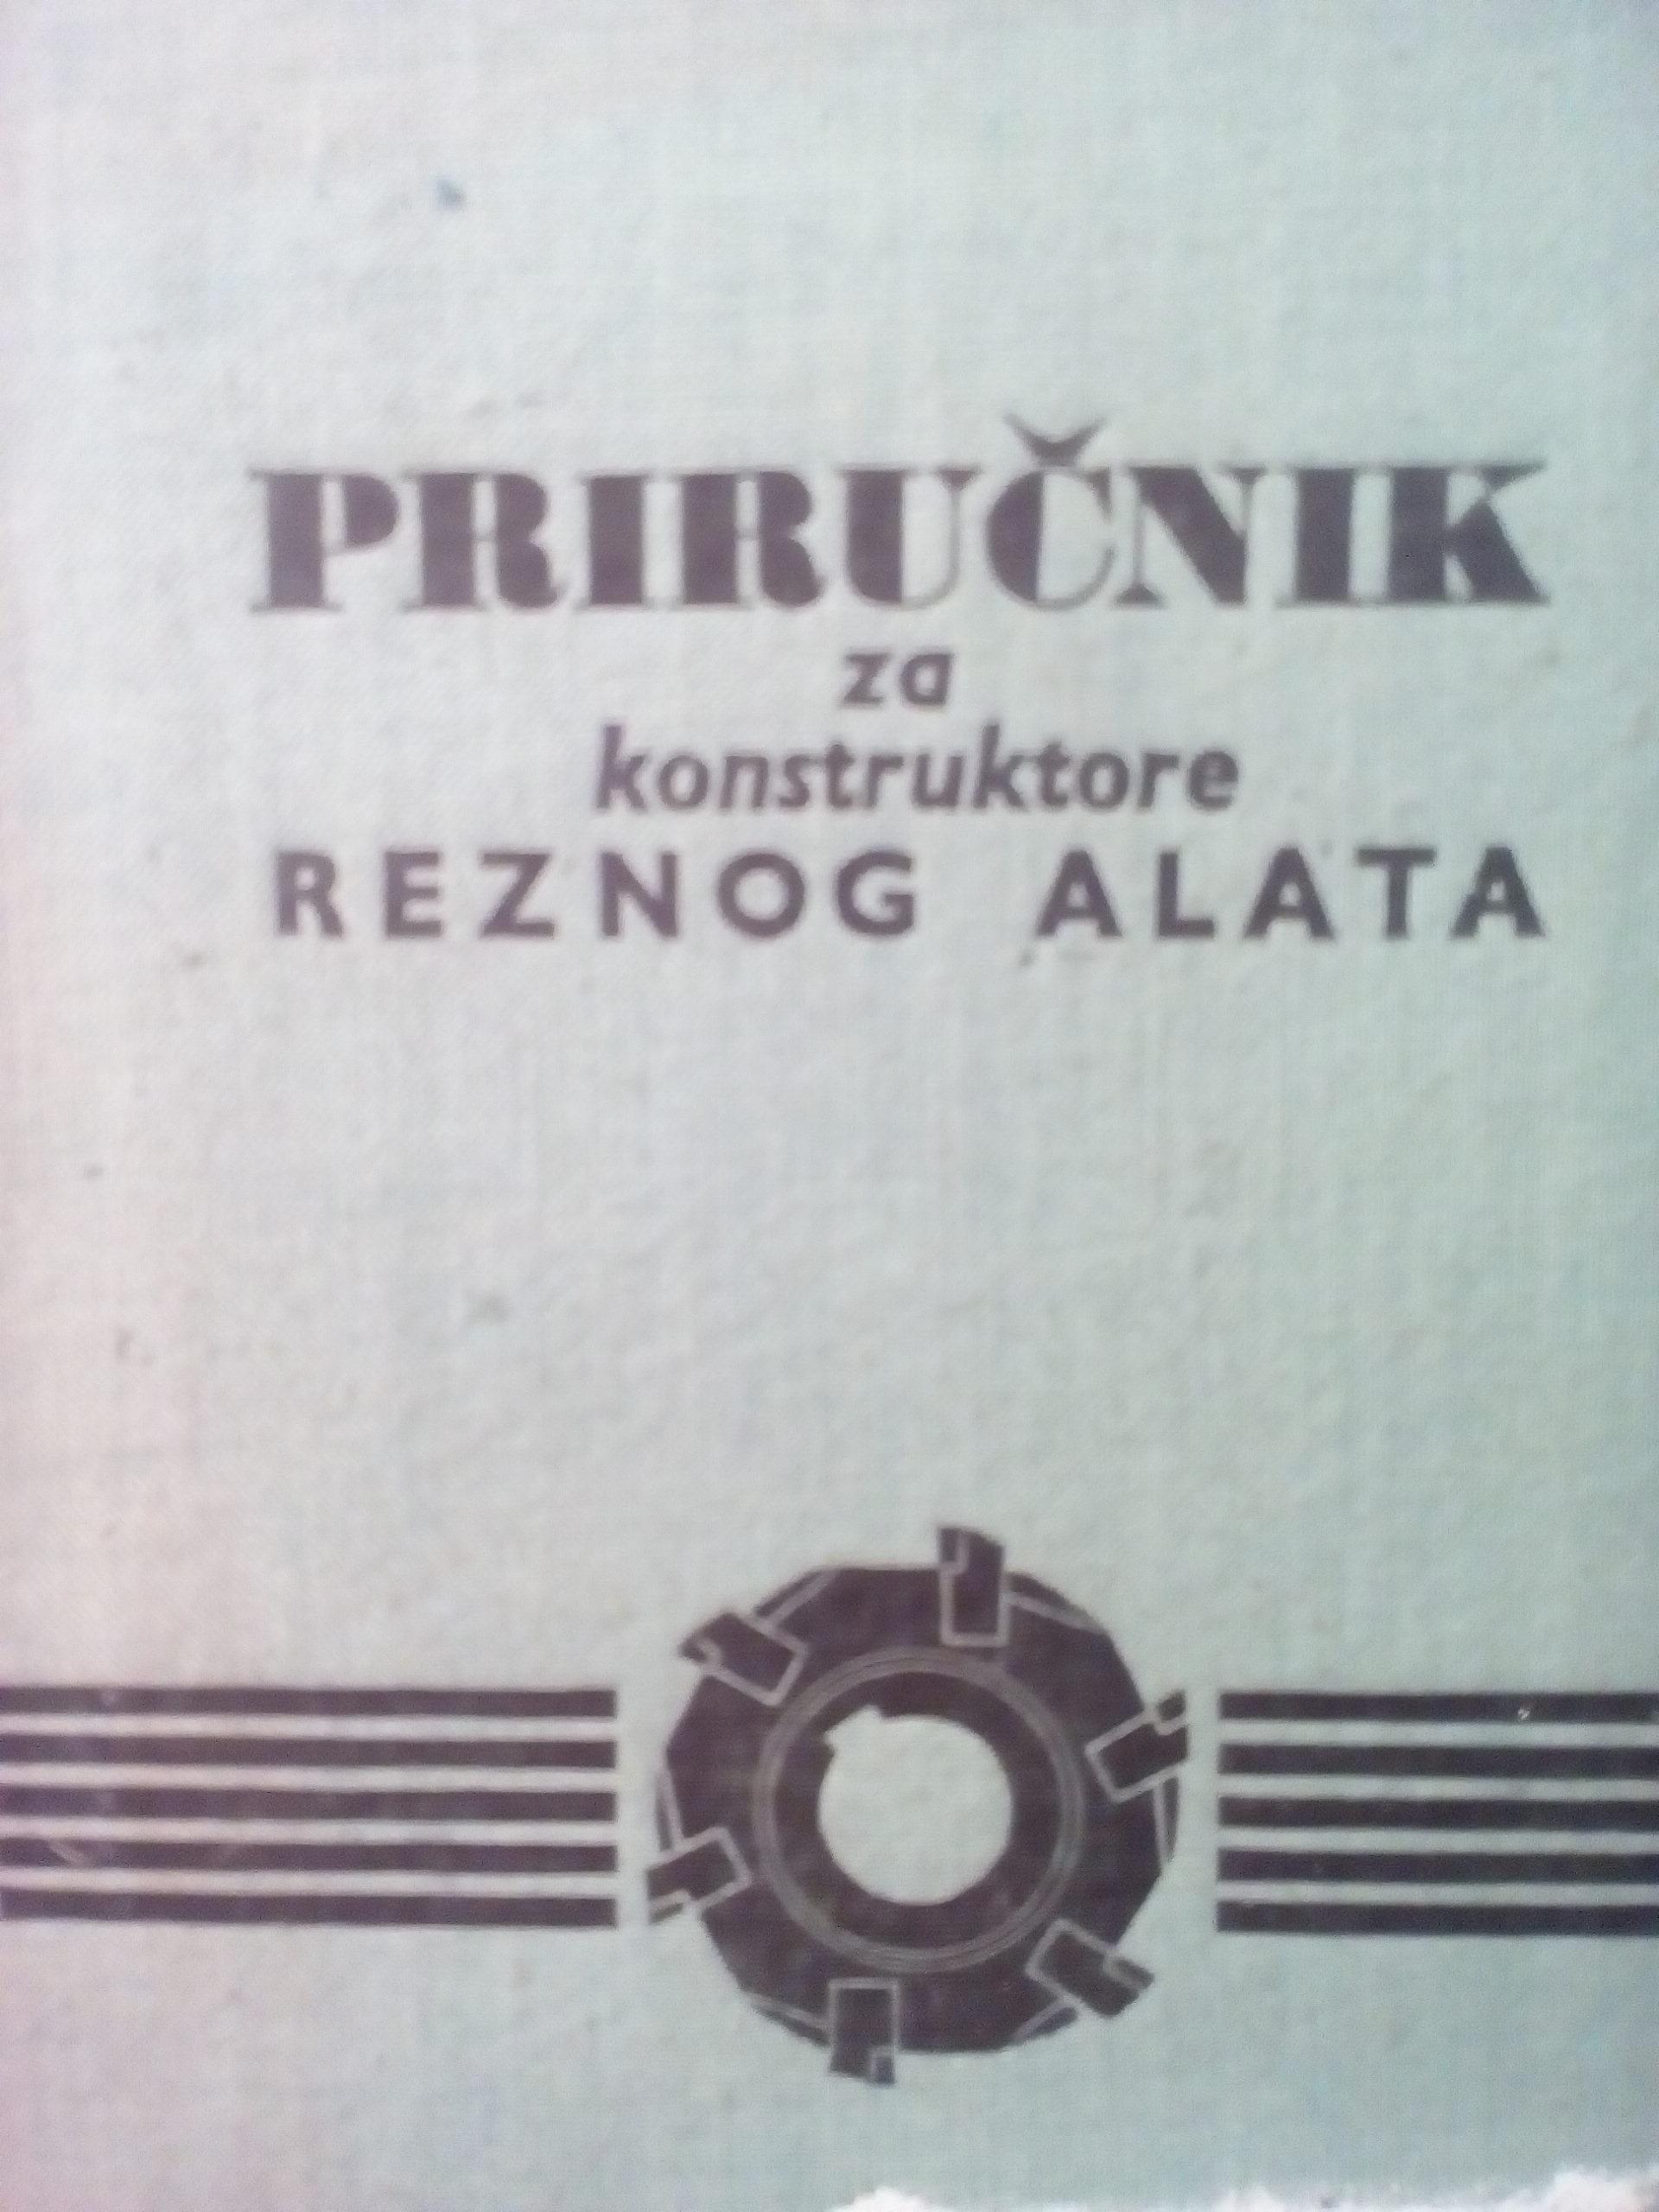 PRIRUČNIK
za
konstruktore
REZNOG ALATA